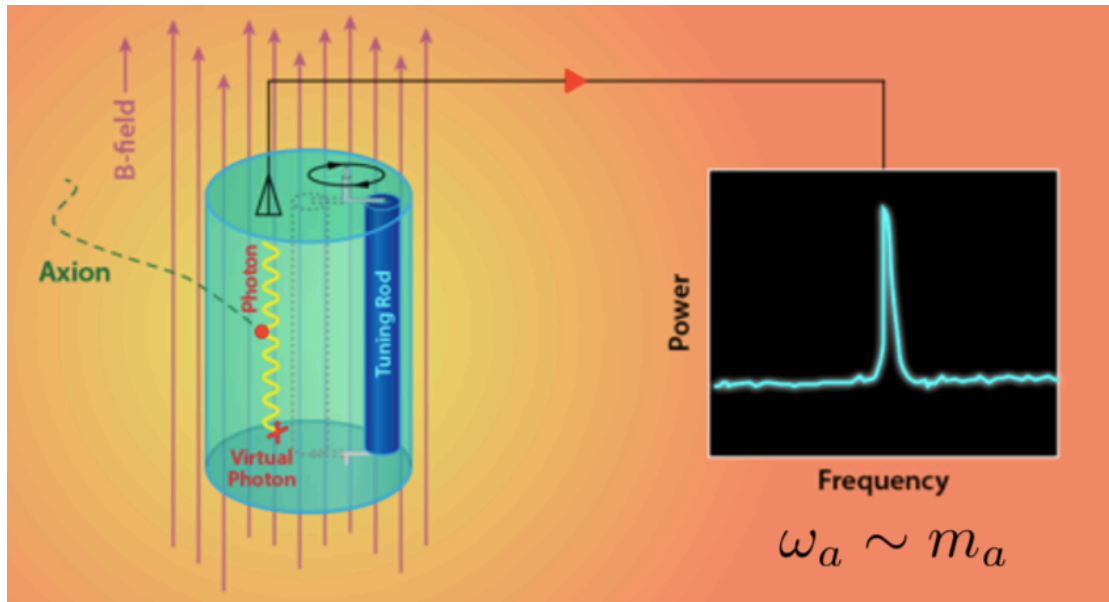 B-field
Axion
Photon
Virtual
Photon
Tuning Rod
Power
Frequency
ωₐ ~ mₐ